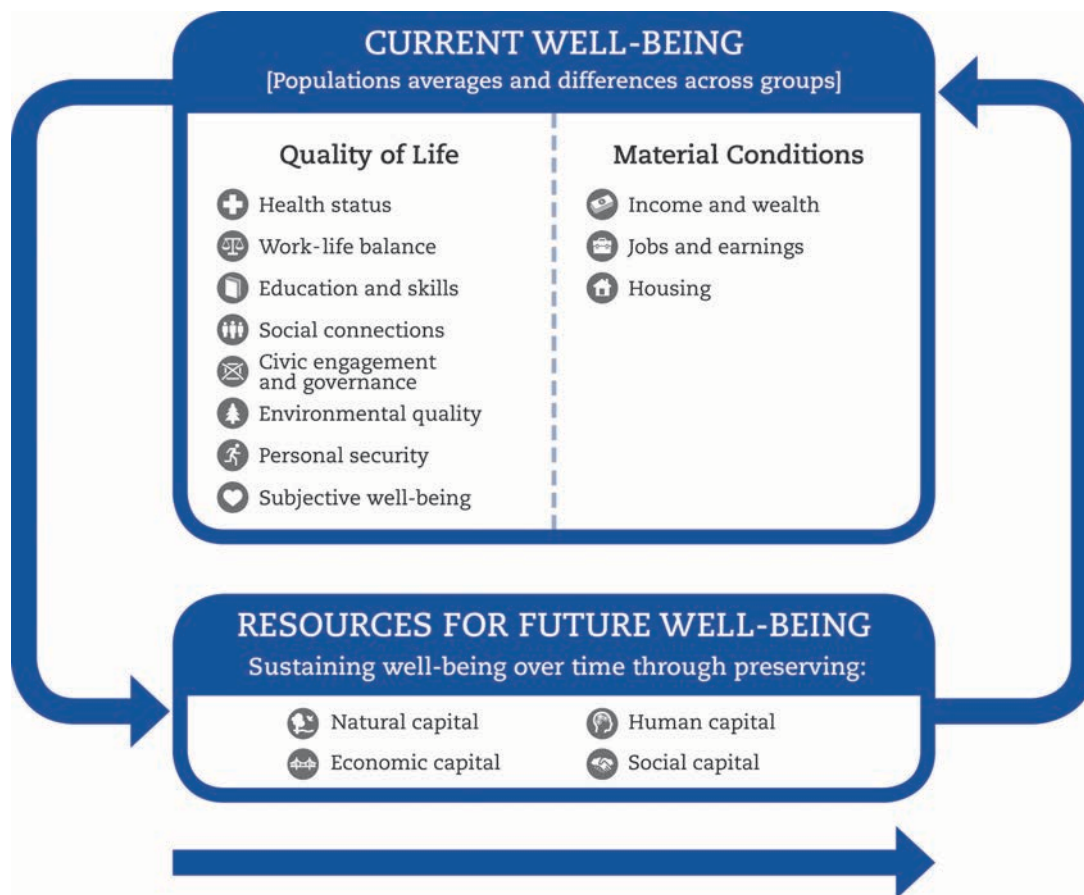 CURRENT WELL-BEING
[Populations averages and differences across groups]
Quality of Life
Health status
Work-life balance
Education and skills
Social connections
Civic engagement
and governance
Environmental quality
Personal security
Subjective well-being
Material Conditions
Income and wealth
Jobs and earnings
Housing
RESOURCES FOR FUTURE WELL-BEING
Sustaining well-being over time through preserving:
Natural capital
Economic capital
Human capital
Social capital